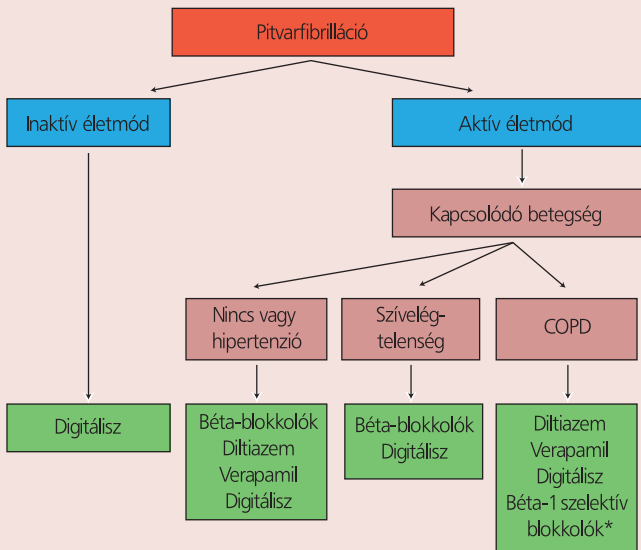 Pitvarfibrilláció
Inaktív életmód
Aktív életmód
Kapcsolódó betegség
Nincs vagy
hipertenzió
Szíveleg-
telenség
COPD
Digitálisz
Béta-blokkolók
Diltiazem
Verapamil
Digitálisz
Béta-blokkolók
Digitálisz
Diltiazem
Verapamil
Digitálisz
Béta-1 szelektív
blokkolók*